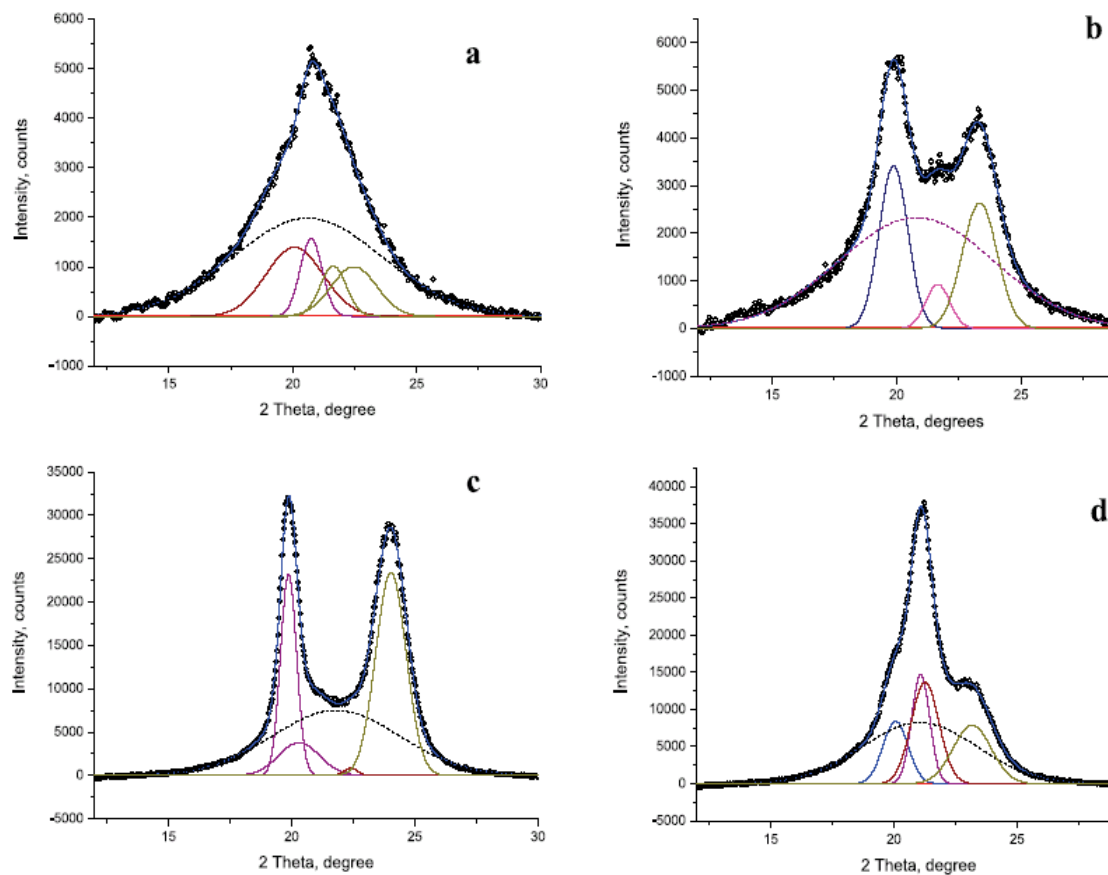 a
6000
5000
4000
3000
2000
1000
0
-1000
Intensity, counts
15 20 25 30
2 Theta, degree
b
6000
5000
4000
3000
2000
1000
0
-1000
Intensity, counts
15 20 25
2 Theta, degrees
c
35000
30000
25000
20000
15000
10000
5000
0
-5000
Intensity, counts
15 20 25 30
2 Theta, degree
d
40000
35000
30000
25000
20000
15000
10000
5000
0
-5000
Intensity, counts
15 20 25
2 Theta, degree